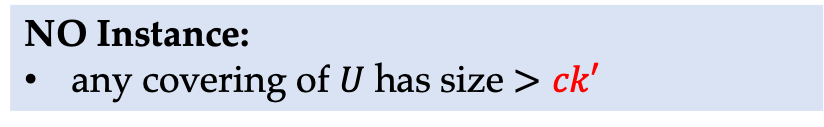 NO Instance:
• any covering of U has size > ck′